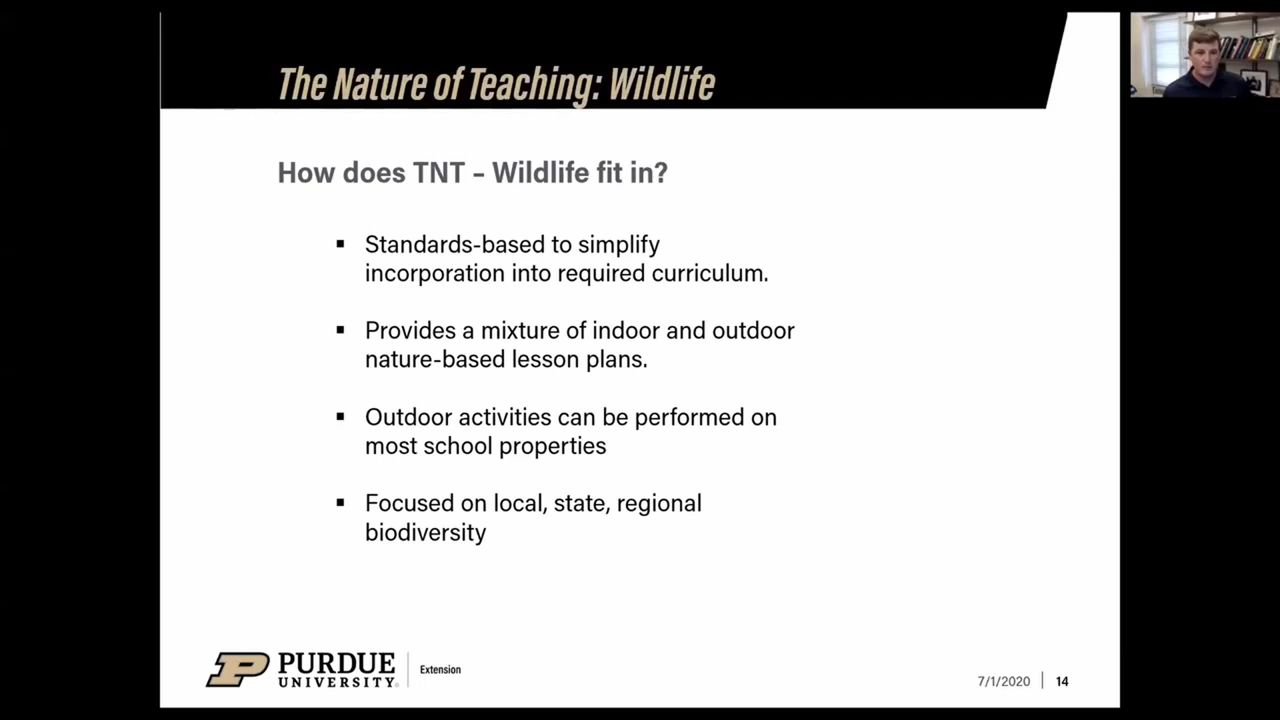 The Nature of Teaching: Wildlife
How does TNT – Wildlife fit in?
▪ Standards-based to simplify
incorporation into required curriculum.
▪ Provides a mixture of indoor and outdoor
nature-based lesson plans.
▪ Outdoor activities can be performed on
most school properties
▪ Focused on local, state, regional
biodiversity
P PURDUE
UNIVERSITY.
Extension
7/1/2020 | 14